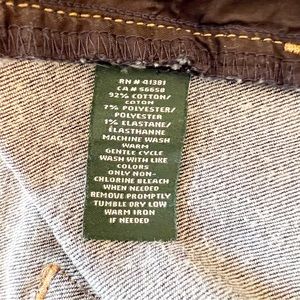 RN # 41381
CA # 56658
92% COTTON/
COTON
7% POLYESTER/
POLYESTER
1% ELASTANE/
ÉLASTHANNE
MACHINE WASH
WARM
GENTLE CYCLE
WASH WITH LIKE
COLORS
ONLY NON-
CHLORINE BLEACH
WHEN NEEDED
REMOVE PROMPTLY
TUMBLE DRY LOW
WARM IRON
IF NEEDED